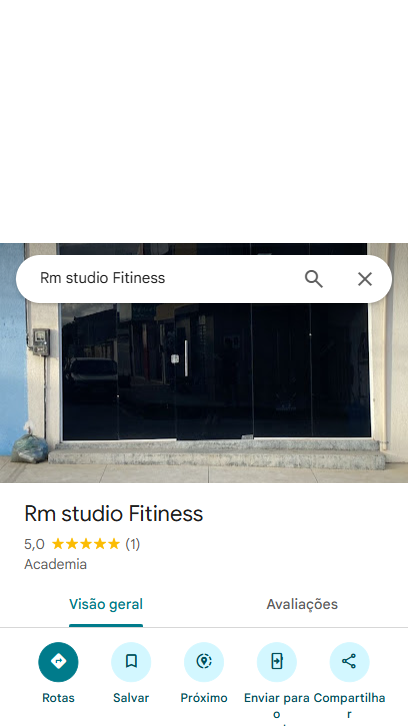 Rm studio Fitiness
Rm studio Fitiness
5,0 (1)
Academia
Visão geral Avaliações
Rotas Salvar Próximo Enviar para o Compartilhar